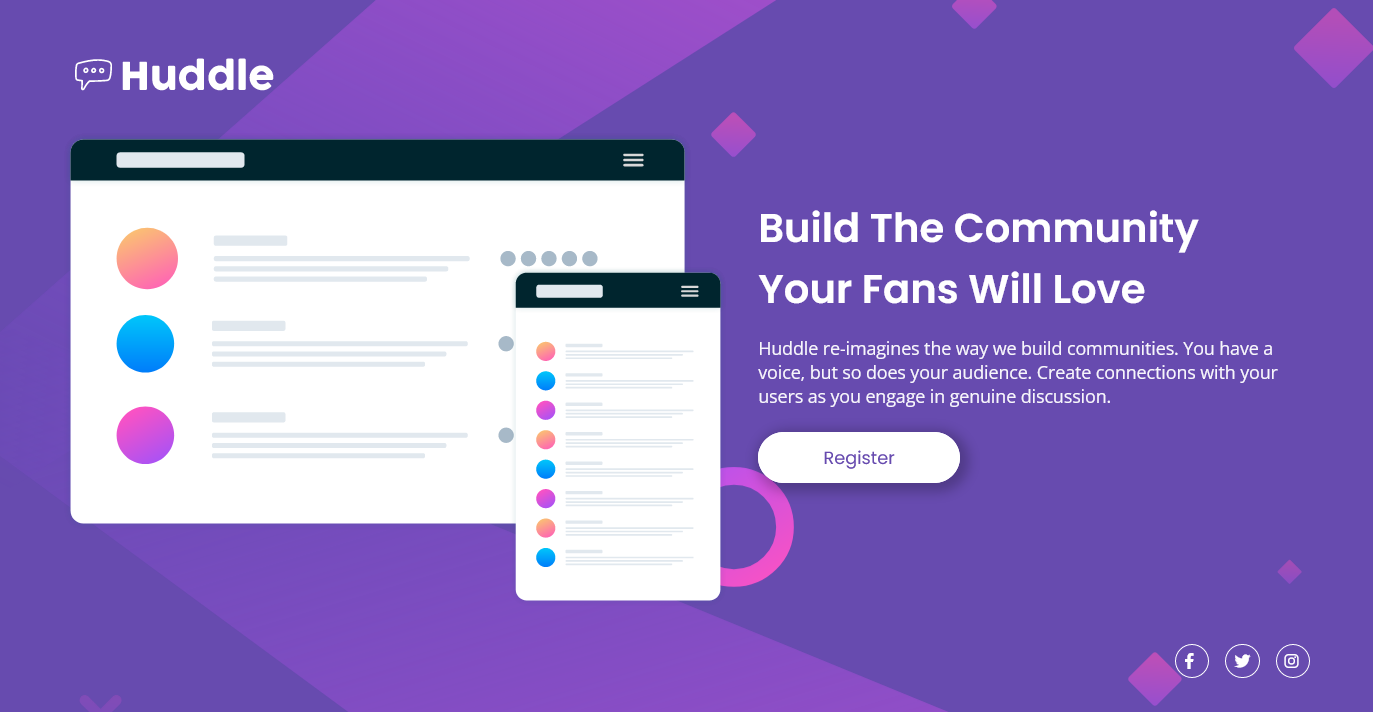 Huddle
Build The Community
Your Fans Will Love
Huddle re-imagines the way we build communities. You have a
voice, but so does your audience. Create connections with your
users as you engage in genuine discussion.
Register